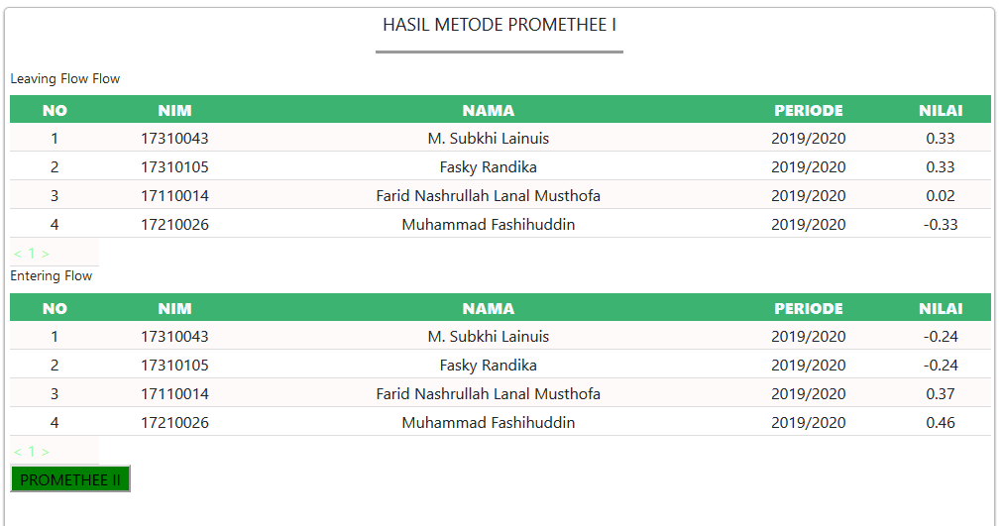 HASIL METODE PROMETHEE I
Leaving Flow Flow
NO NIM NAMA PERIODE NILAI
1 17310043 M. Subkhi Lainuis 2019/2020 0.33
2 17310105 Fasky Randika 2019/2020 0.33
3 17110014 Farid Nashrullah Lanal Musthofa 2019/2020 0.02
4 17210026 Muhammad Fashihuddin 2019/2020 -0.33
< 1 >
Entering Flow
NO NIM NAMA PERIODE NILAI
1 17310043 M. Subkhi Lainuis 2019/2020 -0.24
2 17310105 Fasky Randika 2019/2020 -0.24
3 17110014 Farid Nashrullah Lanal Musthofa 2019/2020 0.37
4 17210026 Muhammad Fashihuddin 2019/2020 0.46
< 1 >
PROMETHEE II